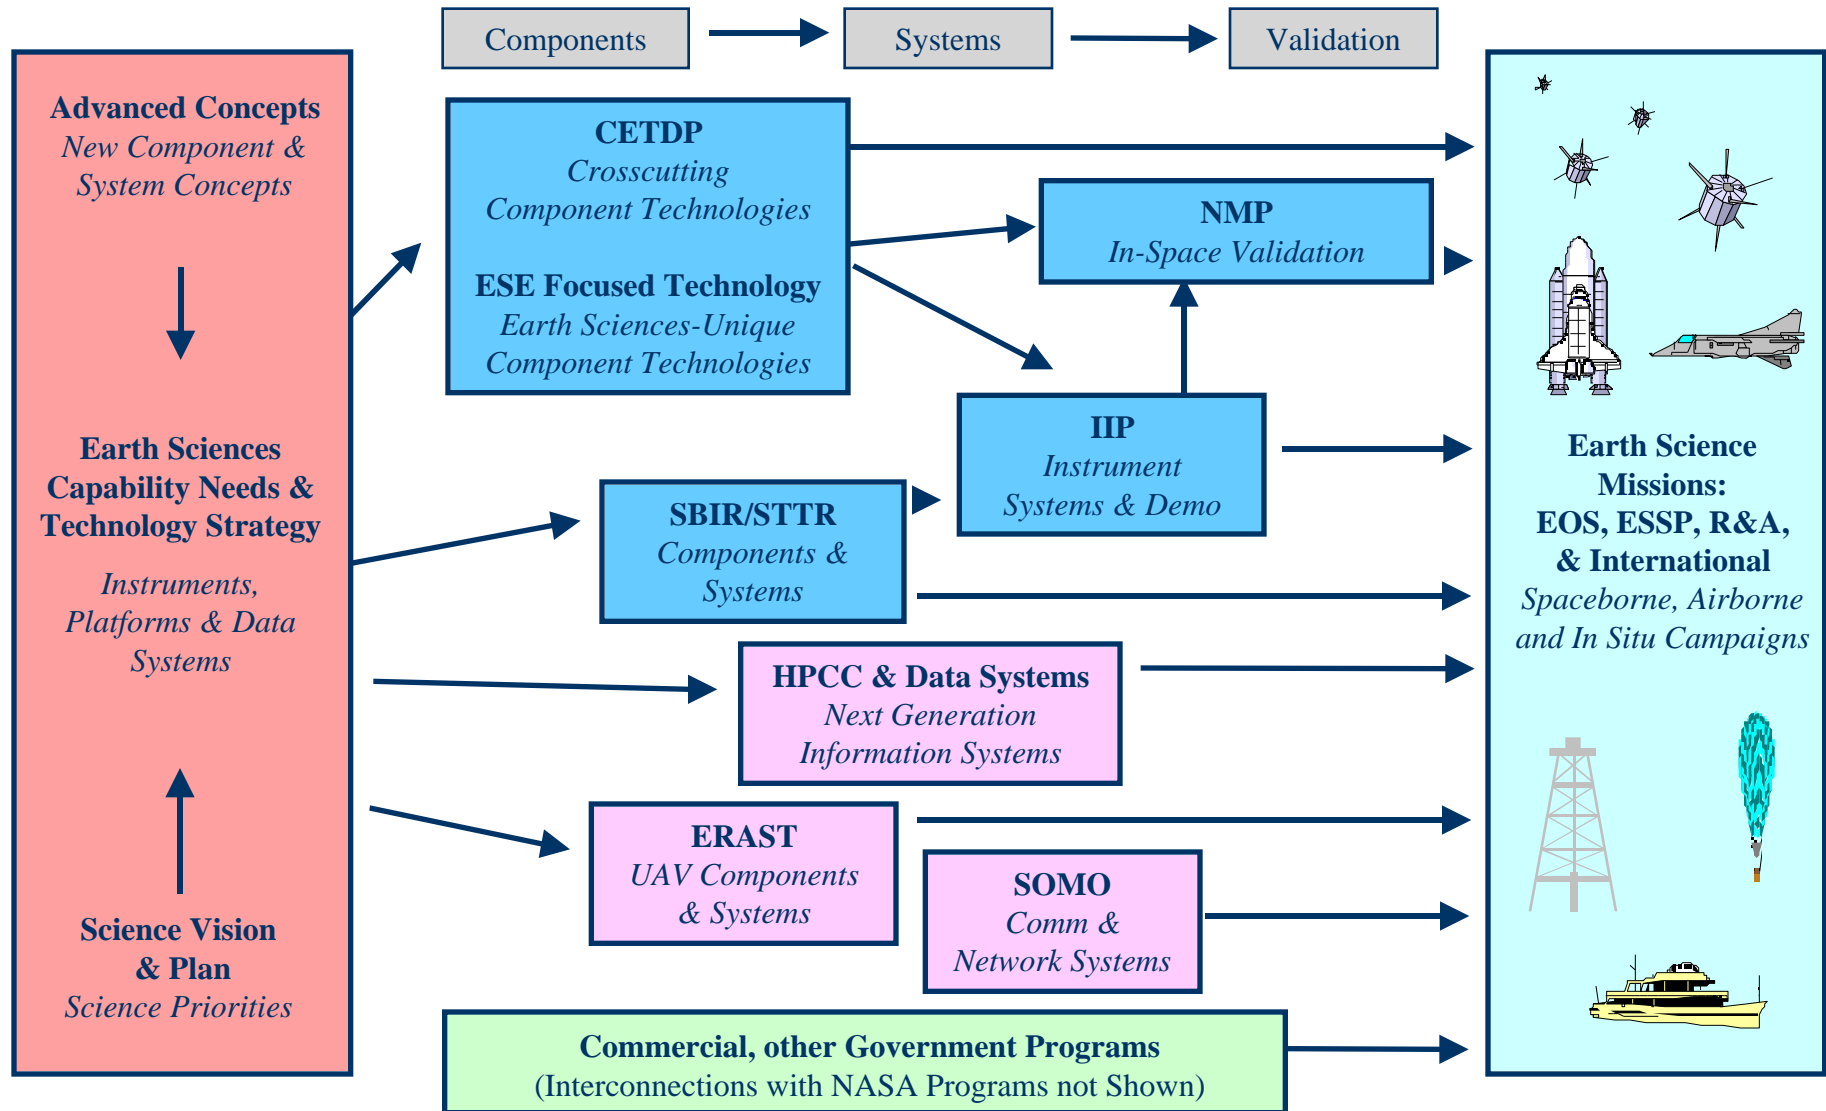 Components
Systems
Validation
Advanced Concepts
New Component &
System Concepts
Earth Sciences
Capability Needs &
Technology Strategy
Instruments,
Platforms & Data
Systems
Science Vision
& Plan
Science Priorities
CETDP
Crosscutting
Component Technologies
ESE Focused Technology
Earth Sciences-Unique
Component Technologies
NMP
In-Space Validation
IIP
Instrument
Systems & Demo
SBIR/STTR
Components &
Systems
HPCC & Data Systems
Next Generation
Information Systems
ERAST
UAV Components
& Systems
SOMO
Comm &
Network Systems
Commercial, other Government Programs
(Interconnections with NASA Programs not Shown)
Earth Science
Missions:
EOS, ESSP, R&A,
& International
Spaceborne, Airborne
and In Situ Campaigns